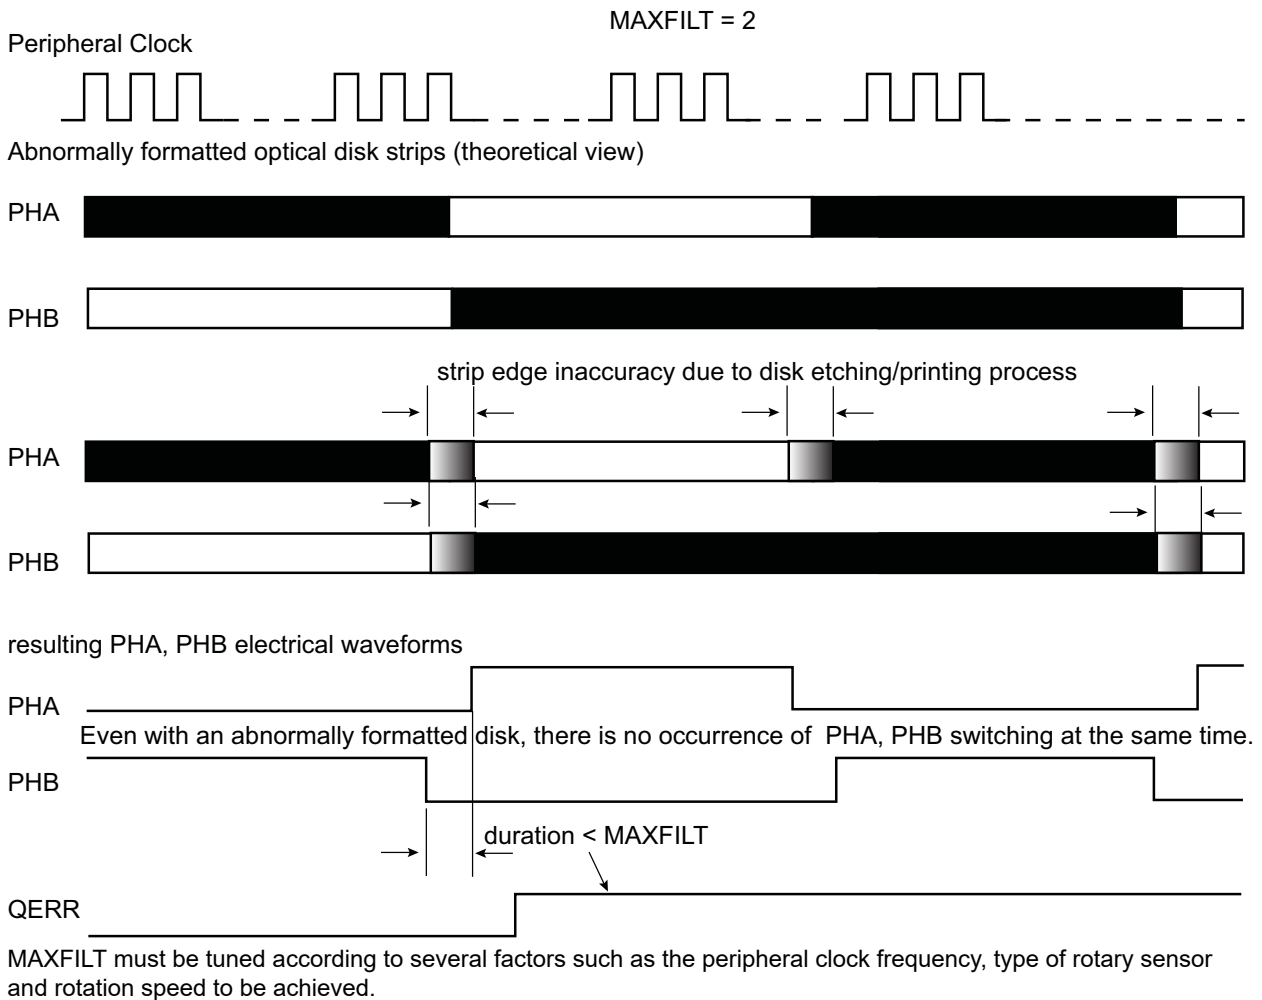 MAXFILT = 2
Peripheral Clock
Abnormally formatted optical disk strips (theoretical view)
PHA
PHB
strip edge inaccuracy due to disk etching/printing process
PHA
PHB
resulting PHA, PHB electrical waveforms
PHA
Even with an abnormally formatted disk, there is no occurrence of PHA, PHB switching at the same time.
PHB
duration < MAXFILT
QERR
MAXFILT must be tuned according to several factors such as the peripheral clock frequency, type of rotary sensor
and rotation speed to be achieved.